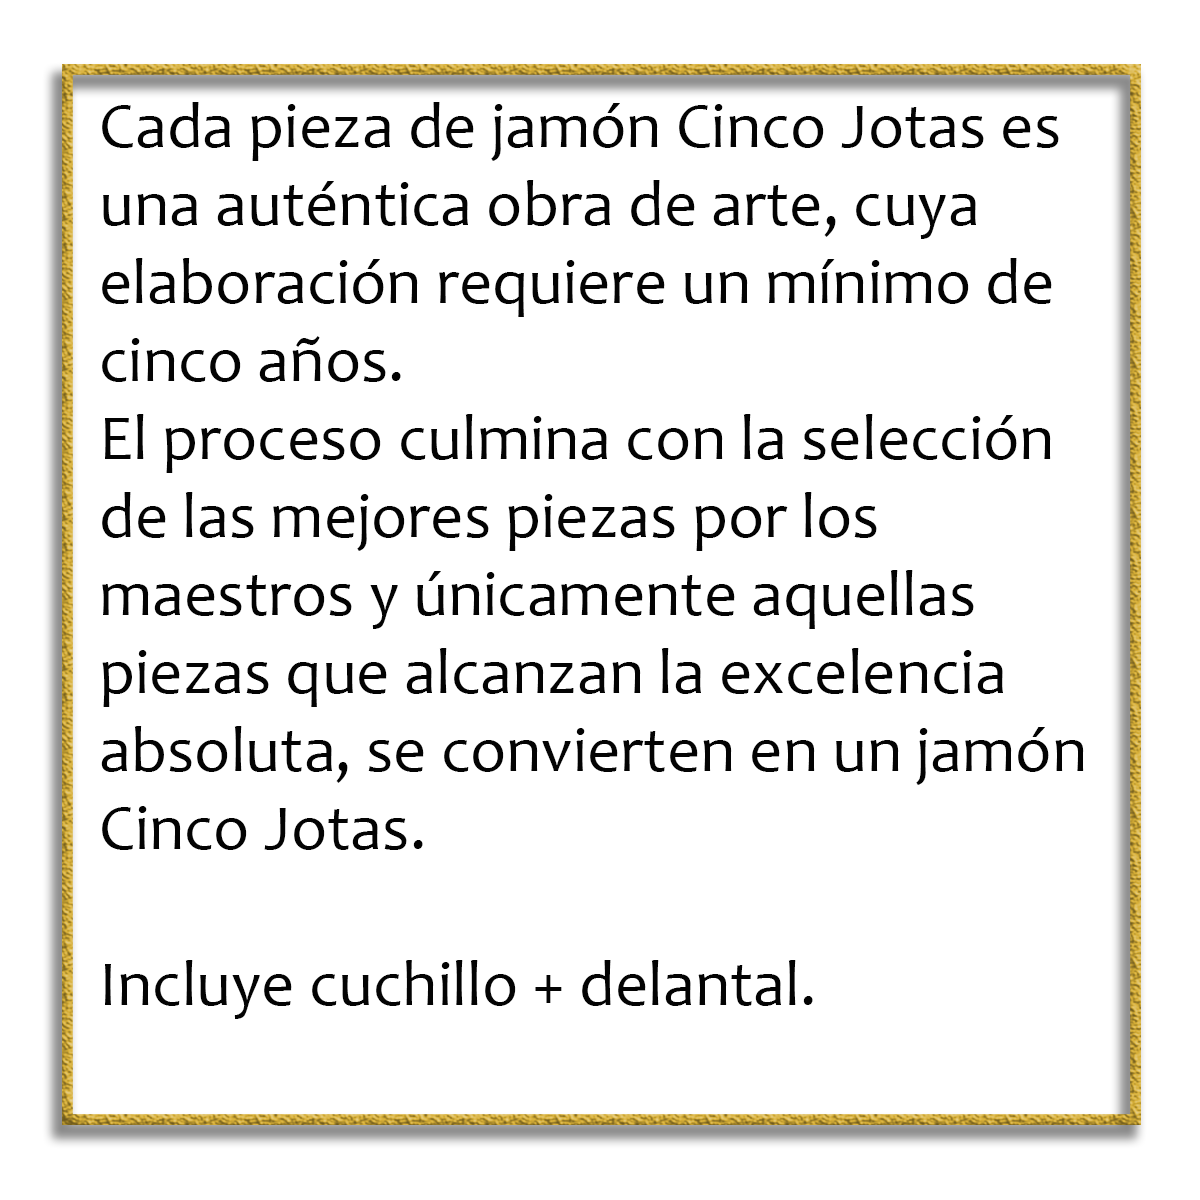 Cada pieza de jamón Cinco Jotas es
una auténtica obra de arte, cuya
elaboración requiere un mínimo de
cinco años.
El proceso culmina con la selección
de las mejores piezas por los
maestros y únicamente aquellas
piezas que alcanzan la excelencia
absoluta, se convierten en un jamón
Cinco Jotas.
Incluye cuchillo + delantal.